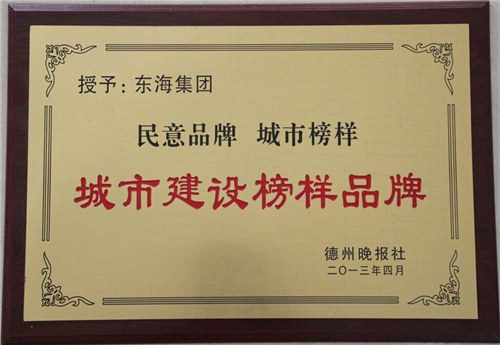 授予：东海集团
民意品牌 城市榜样
城市建设榜样品牌
德州晚报社
二〇一三年四月